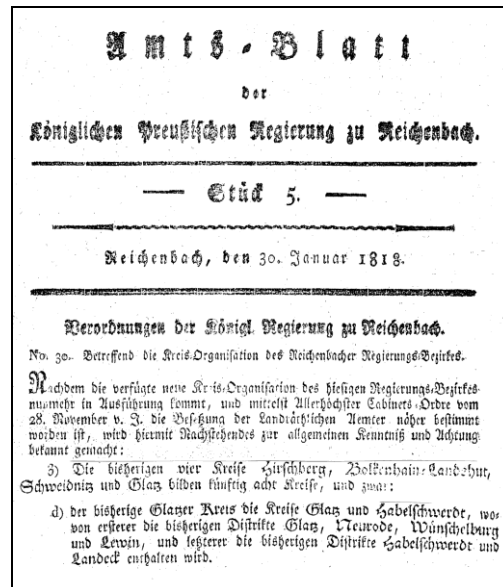 Amts-Blatt
der
Königlichen Preußischen Regierung zu Reichenbach.
Stück 5.
Reichenbach, den 30. Januar 1818.
Verordnungen der Königl. Regierung zu Reichenbach.
No. 30. Betreffend die Kreis-Organisation des Reichenbacher Regierungs-Bezirkes.
Nachdem die verfügte neue Kreis-Organisation des hiesigen Regierungs-Bezirkes
nunmehr in Ausführung kommt, und mittelst Allerhöchster Cabinets-Ordre vom
28. November v. J. die Besetzung der Landräthlichen Aemter näher bestimmt
worden ist, wird hiermit Nachstehendes zur allgemeinen Kenntniß und Achtung
bekannt gemacht:
3) Die bisherigen vier Kreise Hirschberg, Bolkenhain-Landehut,
Schweidnitz und Glatz bilden künftig acht Kreise, und zwar:
d) der bisherige Glatzer Kreis die Kreise Glatz und Habelschwerdt, wo-
von ersterer die bisherigen Distrikte Glatz, Neurode, Wünschelburg
und Lewin, und letzterer die bisherigen Distrikte Habelschwerdt und
Landeck enthalten wird.